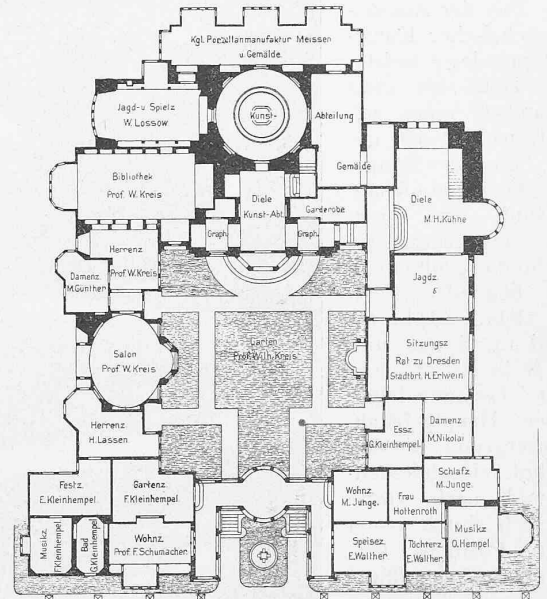 Kgl. Porzellanmanufaktur Meissen
u. Gemälde.
Jagd-u Spielz
W. Lossow
Kunst-
Abteilung
Gemälde
Bibliothek
Prof W. Kreis
Diele
Kunst-Abt.
Garderobe
Diele
M.H.Kühne
Graph.
Graph.
Herrenz
Prof W. Kreis
Damenz.
M.Günther
Jagdz.
Garten
Prof. Wilh. Kreis
Salon
Prof W. Kreis
Sitzungsz
Rat zu Dresden
Stadtbrt. H. Erlwein
Herrenz
H. Lassen.
Essz
G.Kleinhempel.
Damenz
M.Nikolai
Festz.
E.Kleinhempel.
Gartenz
F.Kleinhempel.
Wohnz
M. Junge.
Frau
Hottenroth
Schlafz
M. Junge.
Musikz
F.Kleinhempel
Bad
G.Kleinhempel
Wohnz
Prof F. Schumacher
Speisez
E.Walther
Töchterz
E.Walther
Musikz
O.Hempel